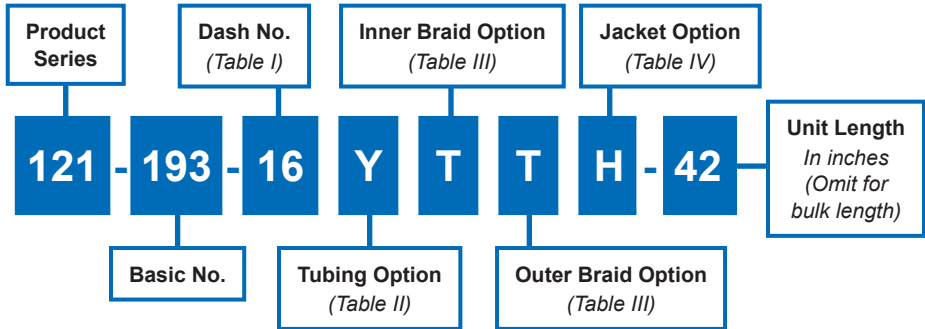 Product
Series
Dash No.
(Table I)
Inner Braid Option
(Table III)
Jacket Option
(Table IV)
121 - 193 - 16 Y T T H - 42
Unit Length
In inches
(Omit for
bulk length)
Basic No.
Tubing Option
(Table II)
Outer Braid Option
(Table III)